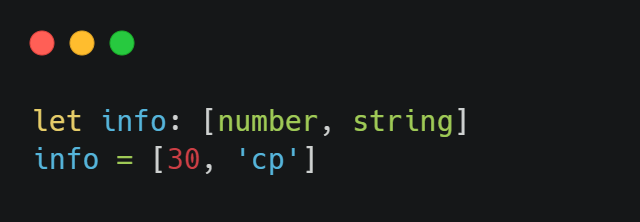 let info: [number, string]
info = [30, 'cp']